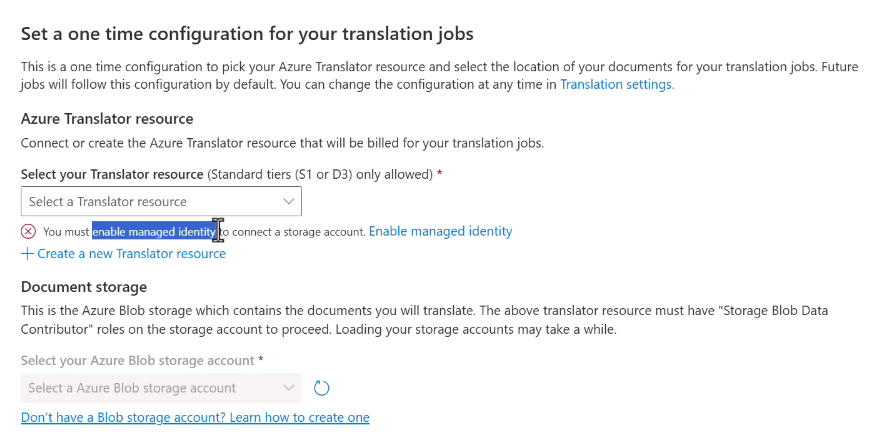 Set a one time configuration for your translation jobs
This is a one time configuration to pick your Azure Translator resource and select the location of your documents for your translation jobs. Future
jobs will follow this configuration by default. You can change the configuration at any time in Translation settings.
Azure Translator resource
Connect or create the Azure Translator resource that will be billed for your translation jobs.
Select your Translator resource (Standard tiers (S1 or D3) only allowed) *
Select a Translator resource
You must enable managed identity to connect a storage account. Enable managed identity
+ Create a new Translator resource
Document storage
This is the Azure Blob storage which contains the documents you will translate. The above translator resource must have "Storage Blob Data
Contributor" roles on the storage account to proceed. Loading your storage accounts may take a while.
Select your Azure Blob storage account *
Select a Azure Blob storage account
Don't have a Blob storage account? Learn how to create one